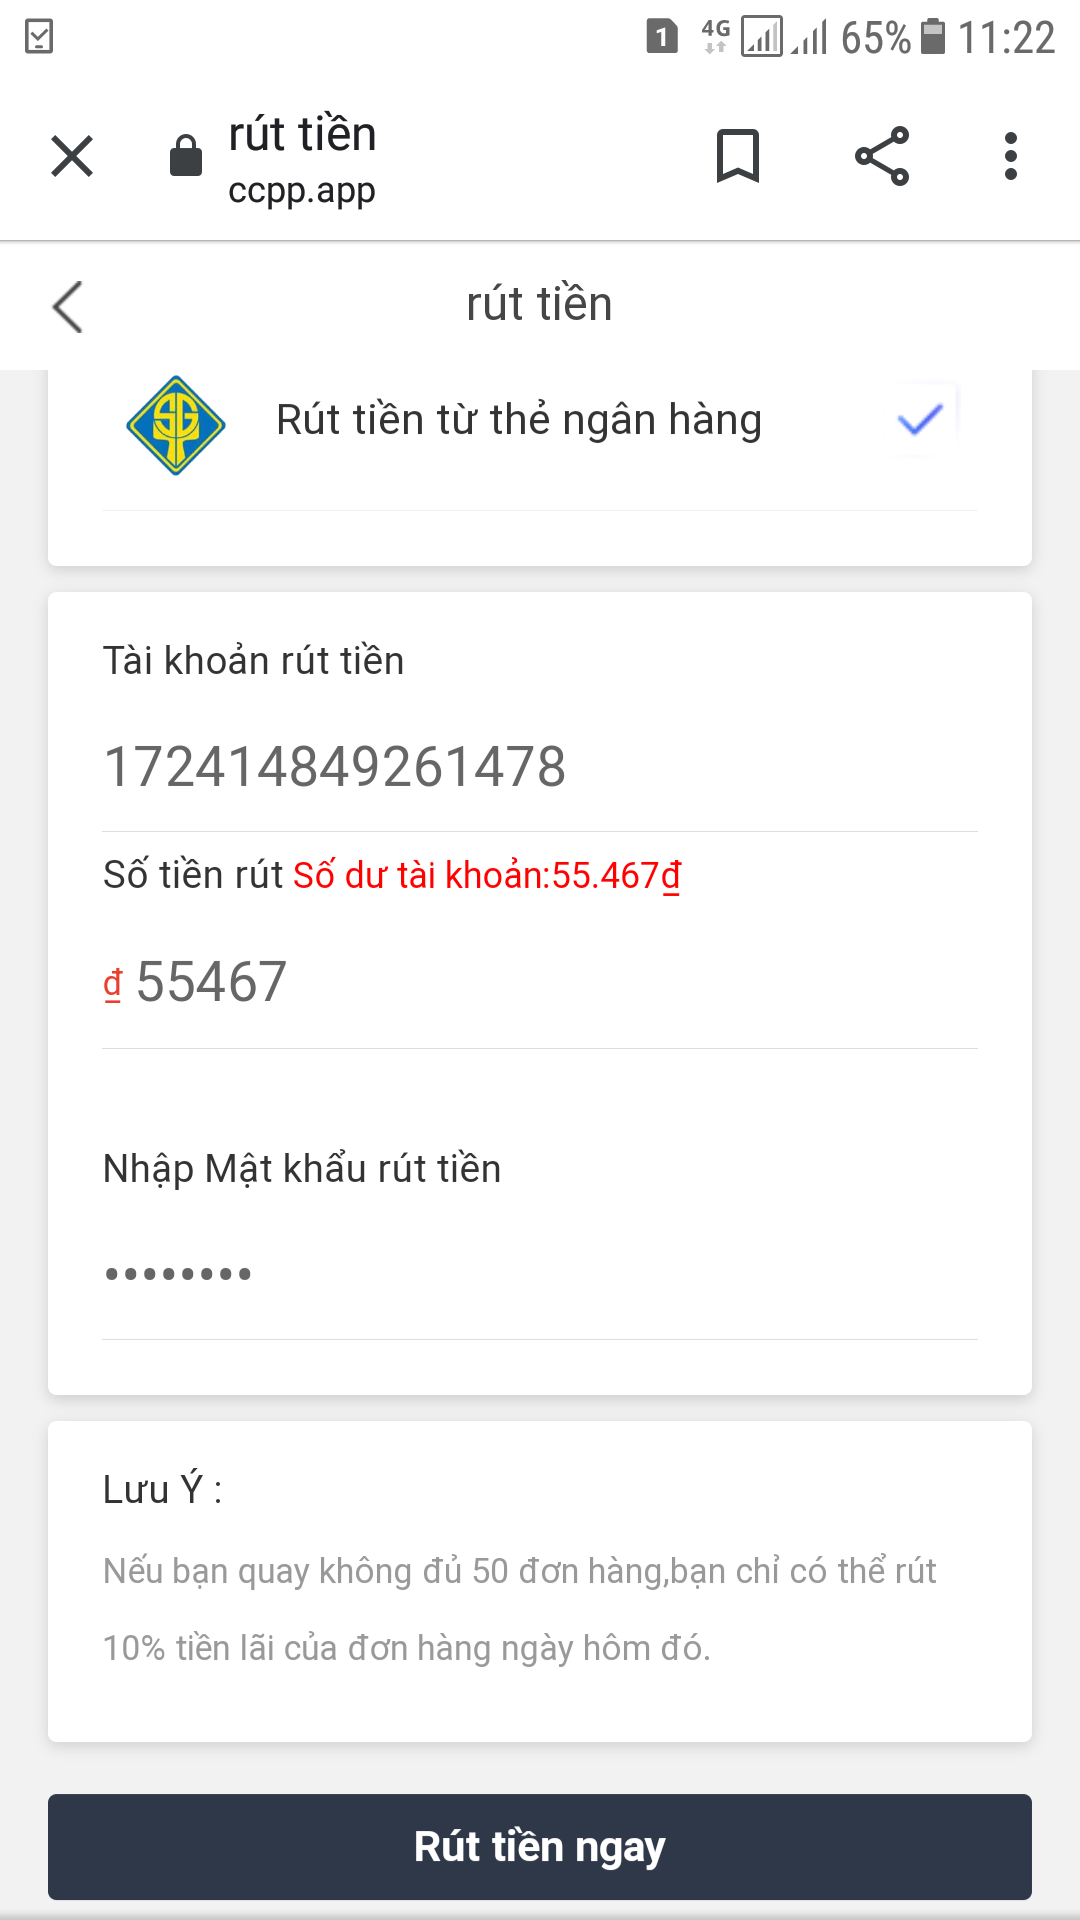 1 4G 65% 11:22
rút tiền
ccpp.app
rút tiền
SG Rút tiền từ thẻ ngân hàng
Tài khoản rút tiền
172414849261478
Số tiền rút Số dư tài khoản:55.467₫
₫ 55467
Nhập Mật khẩu rút tiền
••••••••
Lưu Ý :
Nếu bạn quay không đủ 50 đơn hàng,bạn chỉ có thể rút
10% tiền lãi của đơn hàng ngày hôm đó.
Rút tiền ngay